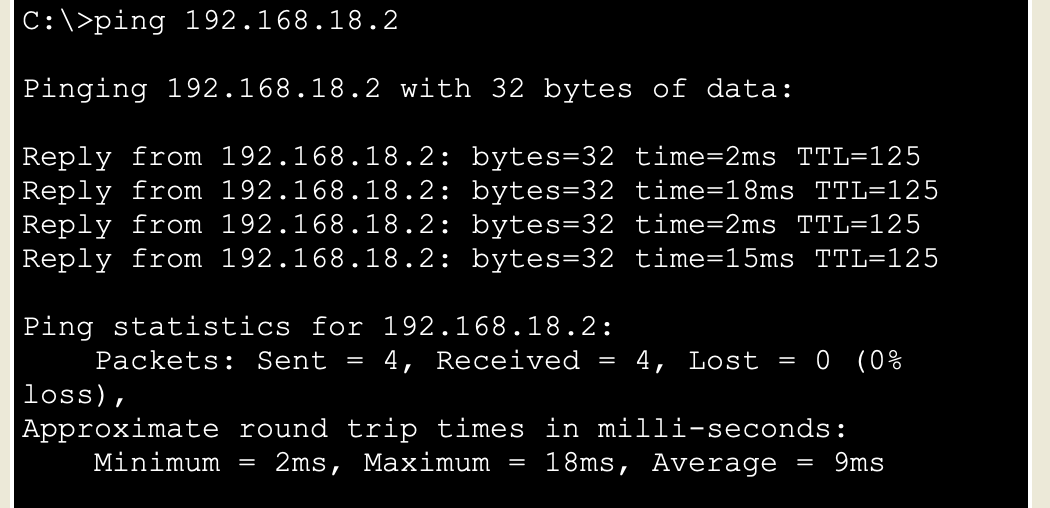 C:\>ping 192.168.18.2
Pinging 192.168.18.2 with 32 bytes of data:
Reply from 192.168.18.2: bytes=32 time=2ms TTL=125
Reply from 192.168.18.2: bytes=32 time=18ms TTL=125
Reply from 192.168.18.2: bytes=32 time=2ms TTL=125
Reply from 192.168.18.2: bytes=32 time=15ms TTL=125
Ping statistics for 192.168.18.2:
    Packets: Sent = 4, Received = 4, Lost = 0 (0%
loss),
Approximate round trip times in milli-seconds:
    Minimum = 2ms, Maximum = 18ms, Average = 9ms